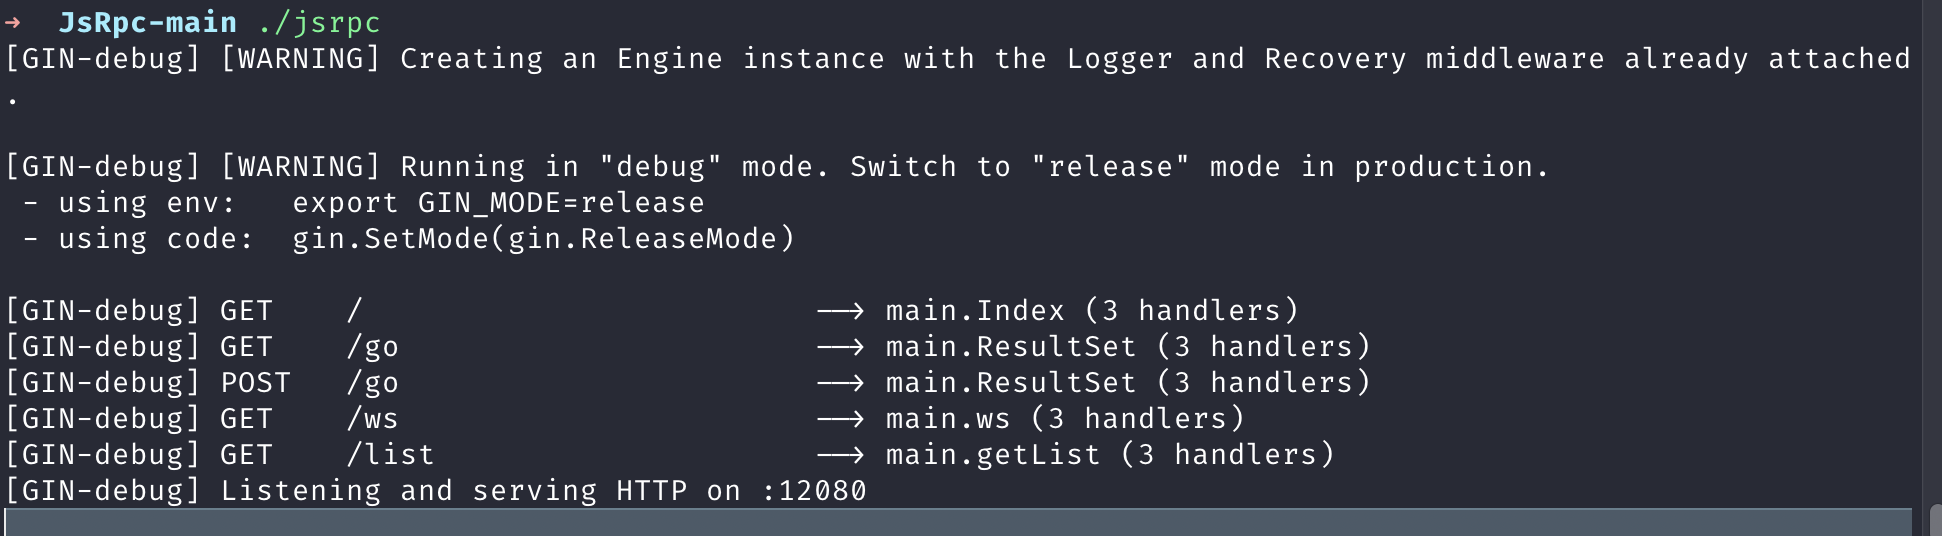 → JsRpc-main ./jsrpc
[GIN-debug] [WARNING] Creating an Engine instance with the Logger and Recovery middleware already attached
.
[GIN-debug] [WARNING] Running in "debug" mode. Switch to "release" mode in production.
- using env: export GIN_MODE=release
- using code: gin.SetMode(gin.ReleaseMode)
[GIN-debug] GET / --> main.Index (3 handlers)
[GIN-debug] GET /go --> main.ResultSet (3 handlers)
[GIN-debug] POST /go --> main.ResultSet (3 handlers)
[GIN-debug] GET /ws --> main.ws (3 handlers)
[GIN-debug] GET /list --> main.getList (3 handlers)
[GIN-debug] Listening and serving HTTP on :12080